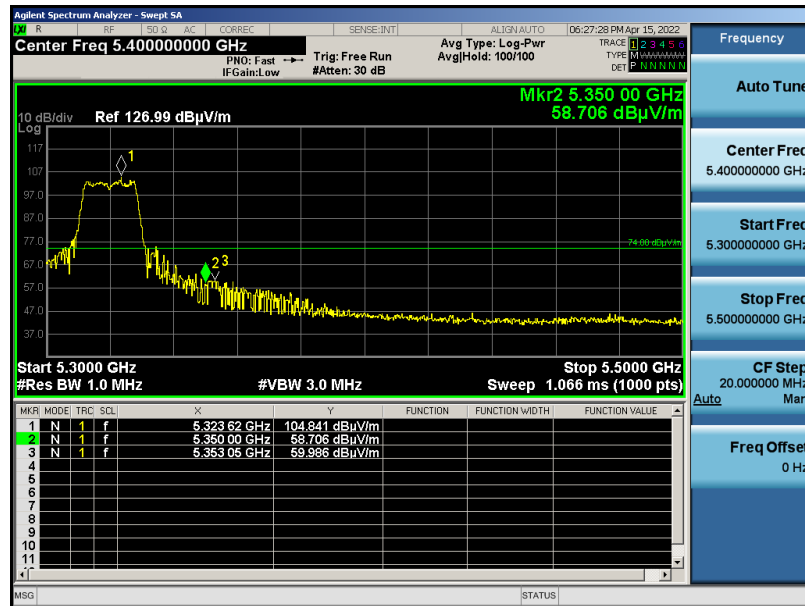 Agilent Spectrum Analyzer - Swept SA
LXI R RF 50 Ω AC CORREC SENSE:INT ALIGN AUTO 06:27:28 PM Apr 15, 2022
Center Freq 5.400000000 GHz
PNO: Fast
IFGain:Low
Trig: Free Run
#Atten: 30 dB
Avg Type: Log-Pwr
Avg|Hold: 100/100
TRACE 1 2 3 4 5 6
TYPE M
DET P N N N N N
Frequency
Mkr2 5.350 00 GHz
58.706 dBµV/m
10 dB/div Ref 126.99 dBµV/m
Log
117
107
97.0
87.0
77.0
67.0
57.0
47.0
37.0
1
2 3
74.00 dBµV/m
Start 5.3000 GHz Stop 5.5000 GHz
#Res BW 1.0 MHz #VBW 3.0 MHz Sweep 1.066 ms (1000 pts)
MKR MODE TRC SCL X Y FUNCTION FUNCTION WIDTH FUNCTION VALUE
1 N 1 f 5.323 62 GHz 104.841 dBµV/m
2 N 1 f 5.350 00 GHz 58.706 dBµV/m
3 N 1 f 5.353 05 GHz 59.986 dBµV/m
4
5
6
7
8
9
10
11
MSG STATUS
Auto Tune
Center Freq
5.400000000 GHz
Start Freq
5.300000000 GHz
Stop Freq
5.500000000 GHz
CF Step
20.000000 MHz
Auto Man
Freq Offset
0 Hz